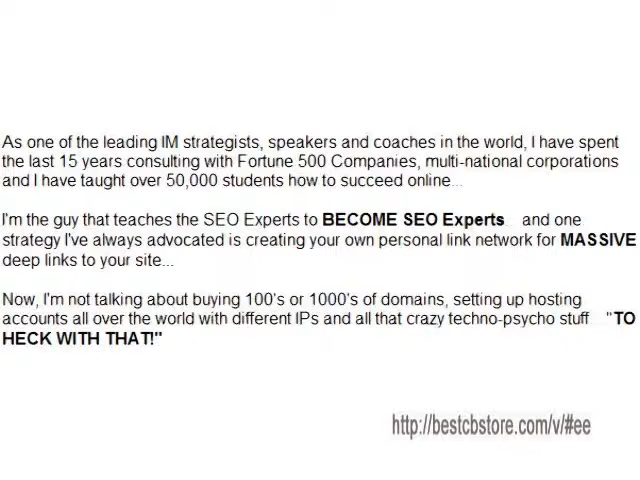 As one of the leading IM strategists, speakers and coaches in the world, I have spent
the last 15 years consulting with Fortune 500 Companies, multi-national corporations
and I have taught over 50,000 students how to succeed online...
I'm the guy that teaches the SEO Experts to BECOME SEO Experts... and one
strategy I've always advocated is creating your own personal link network for MASSIVE
deep links to your site...
Now, I'm not talking about buying 100's or 1000's of domains, setting up hosting
accounts all over the world with different IPs and all that crazy techno-psycho stuff... "TO
HECK WITH THAT!"
http://bestcbstore.com/v/#ee